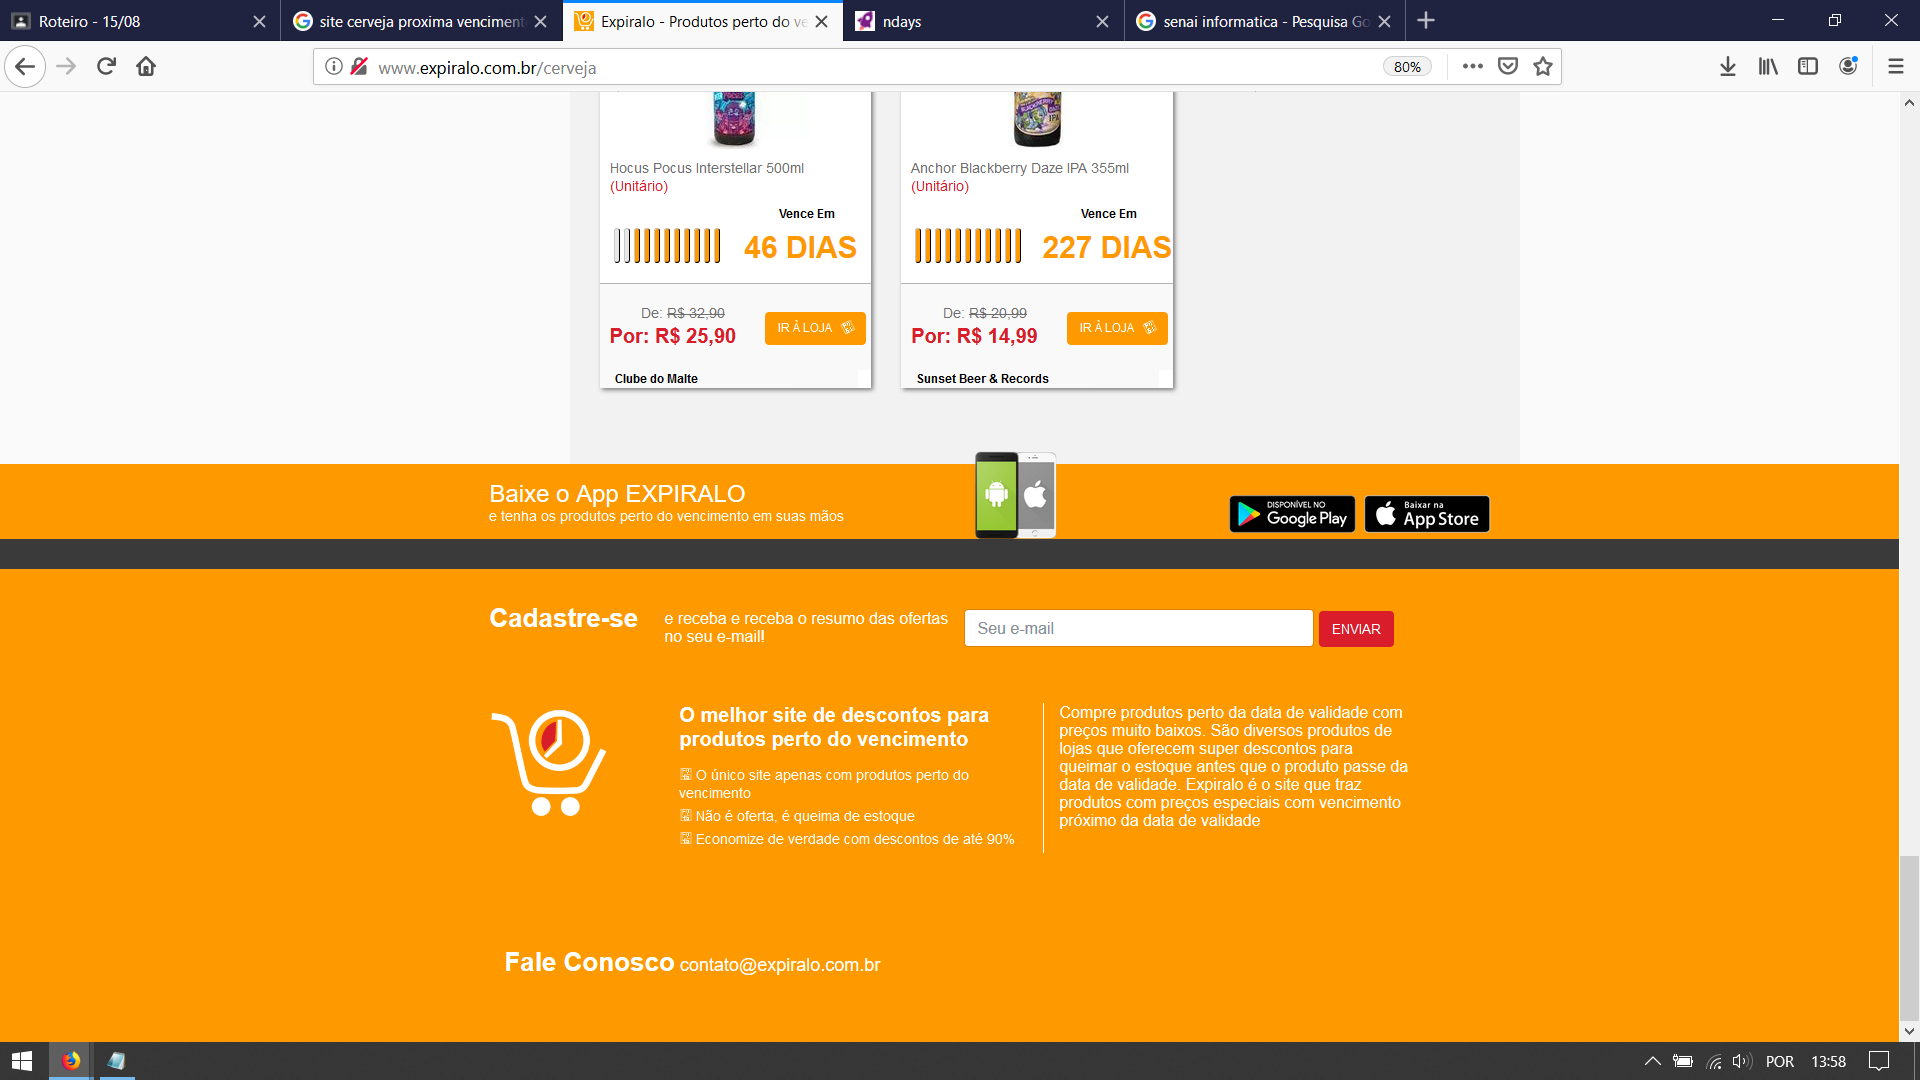 Roteiro - 15/08
site cerveja proxima vencimento
Expiralo - Produtos perto do ve
ndays
senai informatica - Pesquisa Go
www.expiralo.com.br/cerveja
80%
BLACKBERRY
IPA
Hocus Pocus Interstellar 500ml
(Unitário)
Vence Em
46 DIAS
De: R$ 32,90
Por: R$ 25,90
IR À LOJA
Clube do Malte
Anchor Blackberry Daze IPA 355ml
(Unitário)
Vence Em
227 DIAS
De: R$ 20,99
Por: R$ 14,99
IR À LOJA
Sunset Beer & Records
Baixe o App EXPIRALO
e tenha os produtos perto do vencimento em suas mãos
DISPONÍVEL NO
Google Play
Baixar na
App Store
Cadastre-se
e receba e receba o resumo das ofertas
no seu e-mail!
Seu e-mail
ENVIAR
O melhor site de descontos para
produtos perto do vencimento
O único site apenas com produtos perto do
vencimento
Não é oferta, é queima de estoque
Economize de verdade com descontos de até 90%
Compre produtos perto da data de validade com
preços muito baixos. São diversos produtos de
lojas que oferecem super descontos para
queimar o estoque antes que o produto passe da
data de validade. Expiralo é o site que traz
produtos com preços especiais com vencimento
próximo da data de validade
Fale Conosco contato@expiralo.com.br
POR
13:58